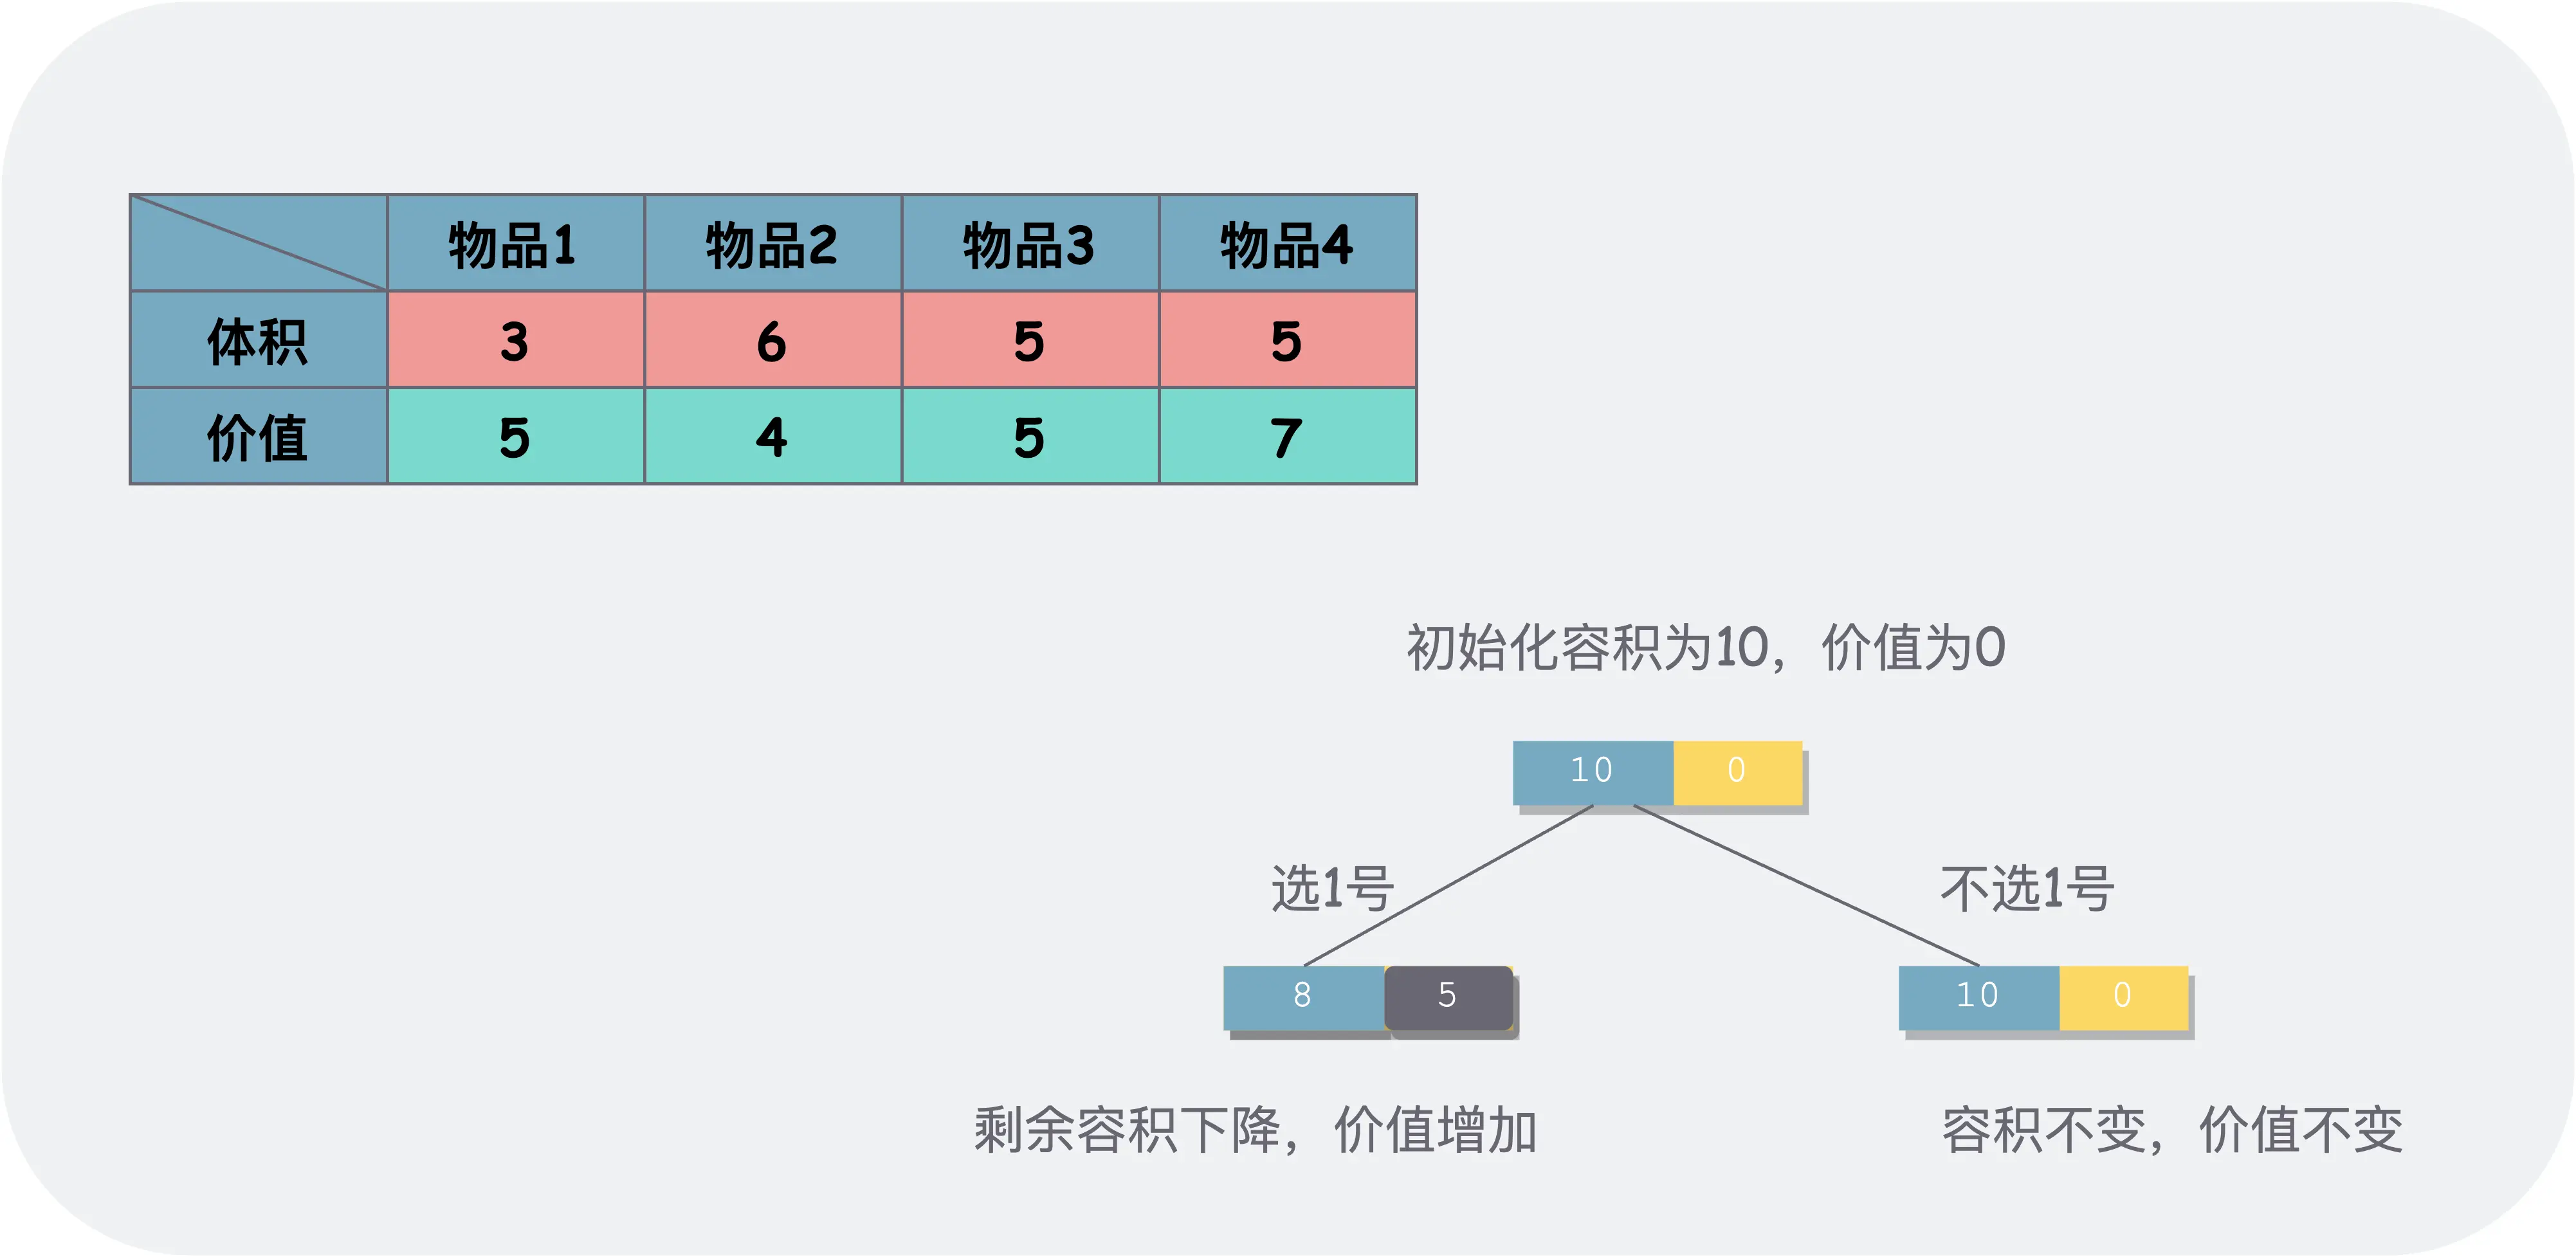 物品1 物品2 物品3 物品4
体积 3 6 5 5
价值 5 4 5 7
初始化容积为10，价值为0
10 0
选1号 不选1号
8 5 10 0
剩余容积下降，价值增加 容积不变，价值不变